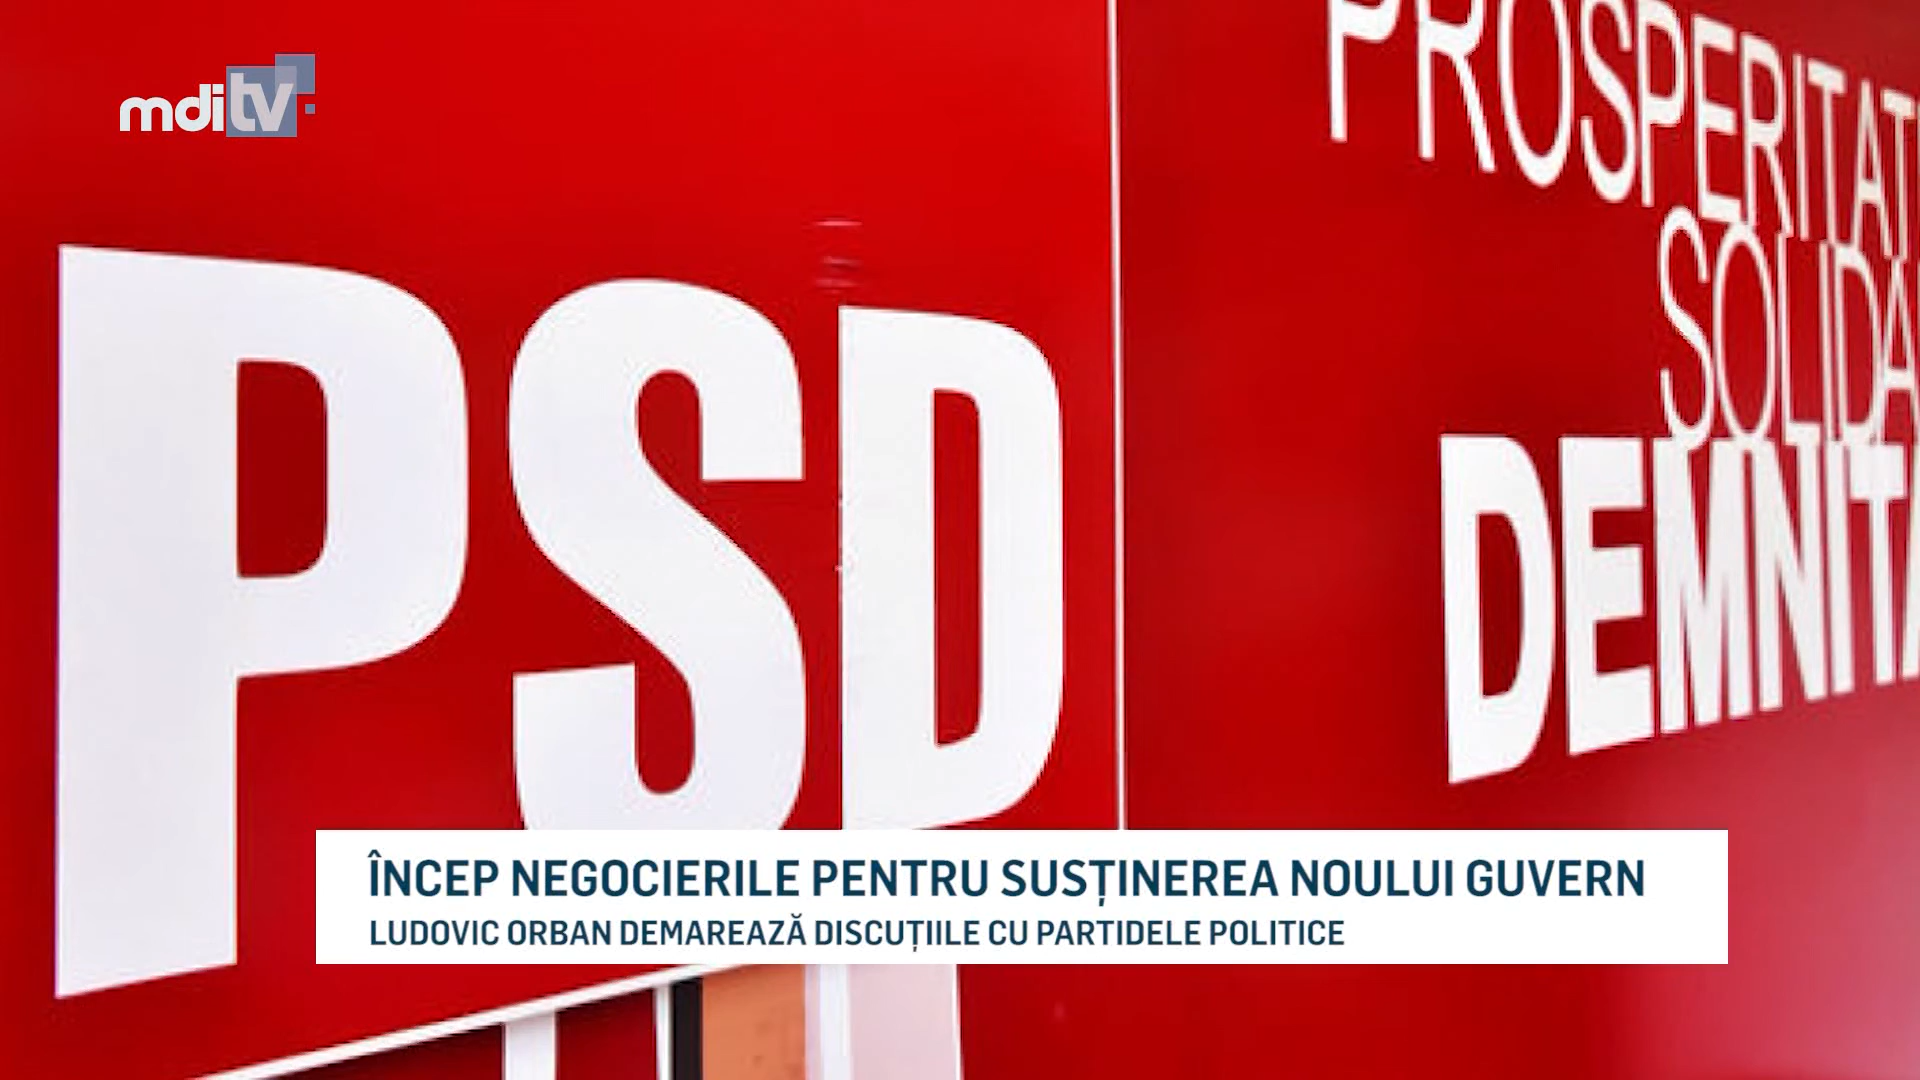 mditv
PROSPERITAT
SOLIDA
DEMNITA
PSD
ÎNCEP NEGOCIERILE PENTRU SUSȚINEREA NOULUI GUVERN
LUDOVIC ORBAN DEMAREAZĂ DISCUȚIILE CU PARTIDELE POLITICE